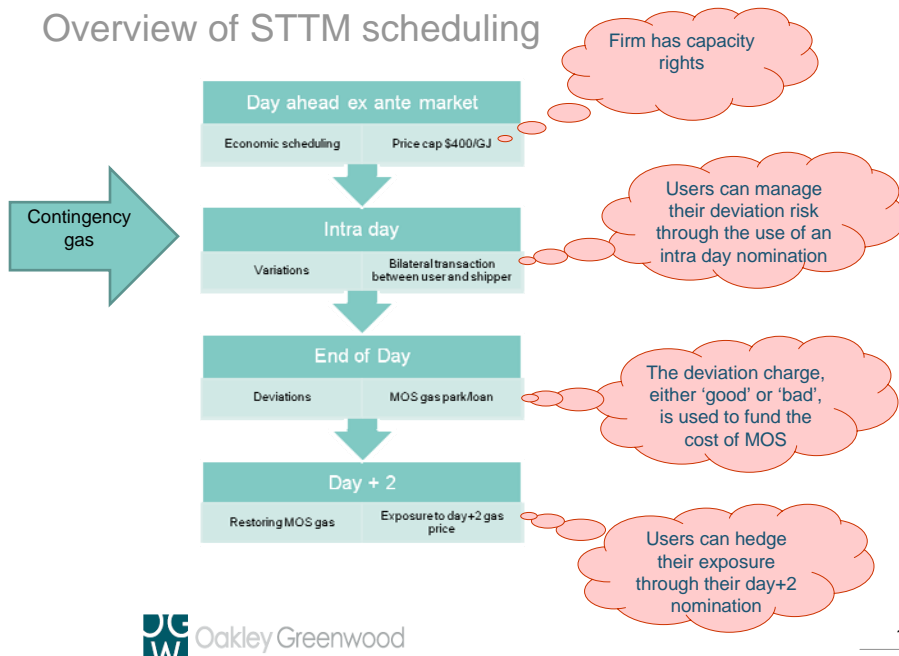 Overview of STTM scheduling
Firm has capacity
rights
Day ahead ex ante market
Economic scheduling
Price cap $400/GJ
Contingency
gas
Intra day
Variations
Bilateral transaction
between user and shipper
Users can manage
their deviation risk
through the use of an
intra day nomination
End of Day
Deviations
MOS gas park/loan
The deviation charge,
either ‘good’ or ‘bad’,
is used to fund the
cost of MOS
Day + 2
Restoring MOS gas
Exposure to day+2 gas
price
Users can hedge
their exposure
through their day+2
nomination
Oakley Greenwood